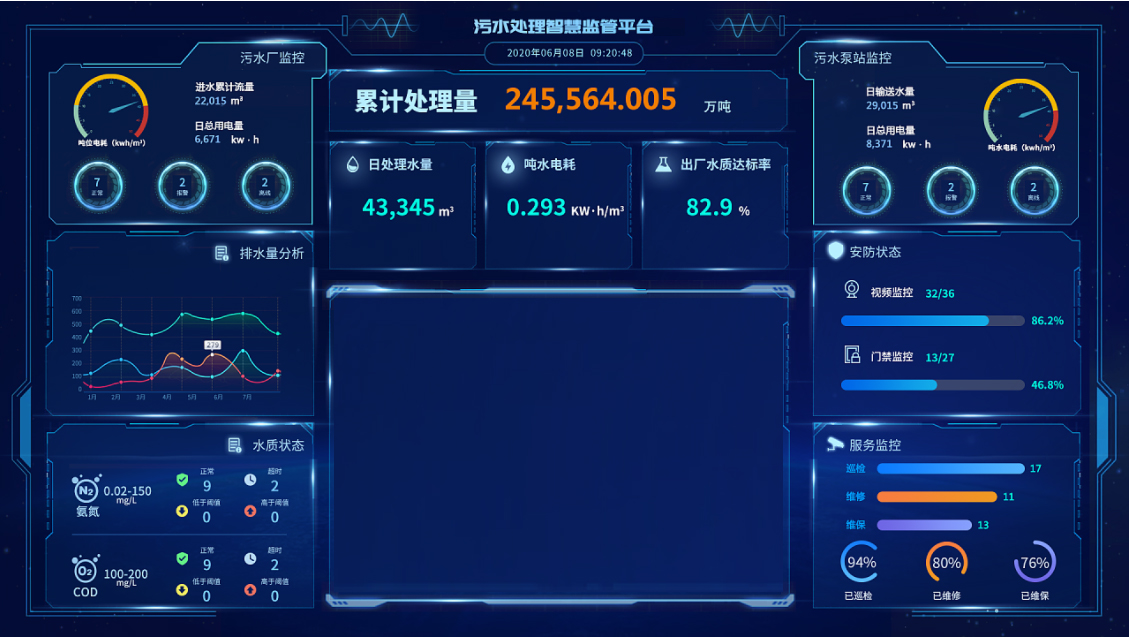 污水处理智慧监管平台
2020年06月08日 09:20:48
污水厂监控
进水累计流量
22,015 m³
日总用电量
6,671 kw · h
吨位电耗 (kwh/m³)
7
正常
2
报警
2
离线
累计处理量 245,564.005 万吨
日处理水量
43,345 m³
吨水电耗
0.293 KW·h/m³
出厂水质达标率
82.9 %
污水泵站监控
日输送水量
29,015 m³
日总用电量
8,371 kw · h
吨水电耗 (kwh/m³)
7
正常
2
报警
2
离线
排水量分析
700
600
500
400
300
200
100
0
279
1月 2月 3月 4月 5月 6月 7月
安防状态
视频监控 32/36
86.2%
门禁监控 13/27
46.8%
水质状态
N2
氨氮
0.02-150
mg/L
正常
9
超时
2
低于阈值
0
高于阈值
0
O2
COD
100-200
mg/L
正常
9
超时
2
低于阈值
0
高于阈值
0
服务监控
巡检 17
维修 11
维保 13
94%
已巡检
80%
已维修
76%
已维保